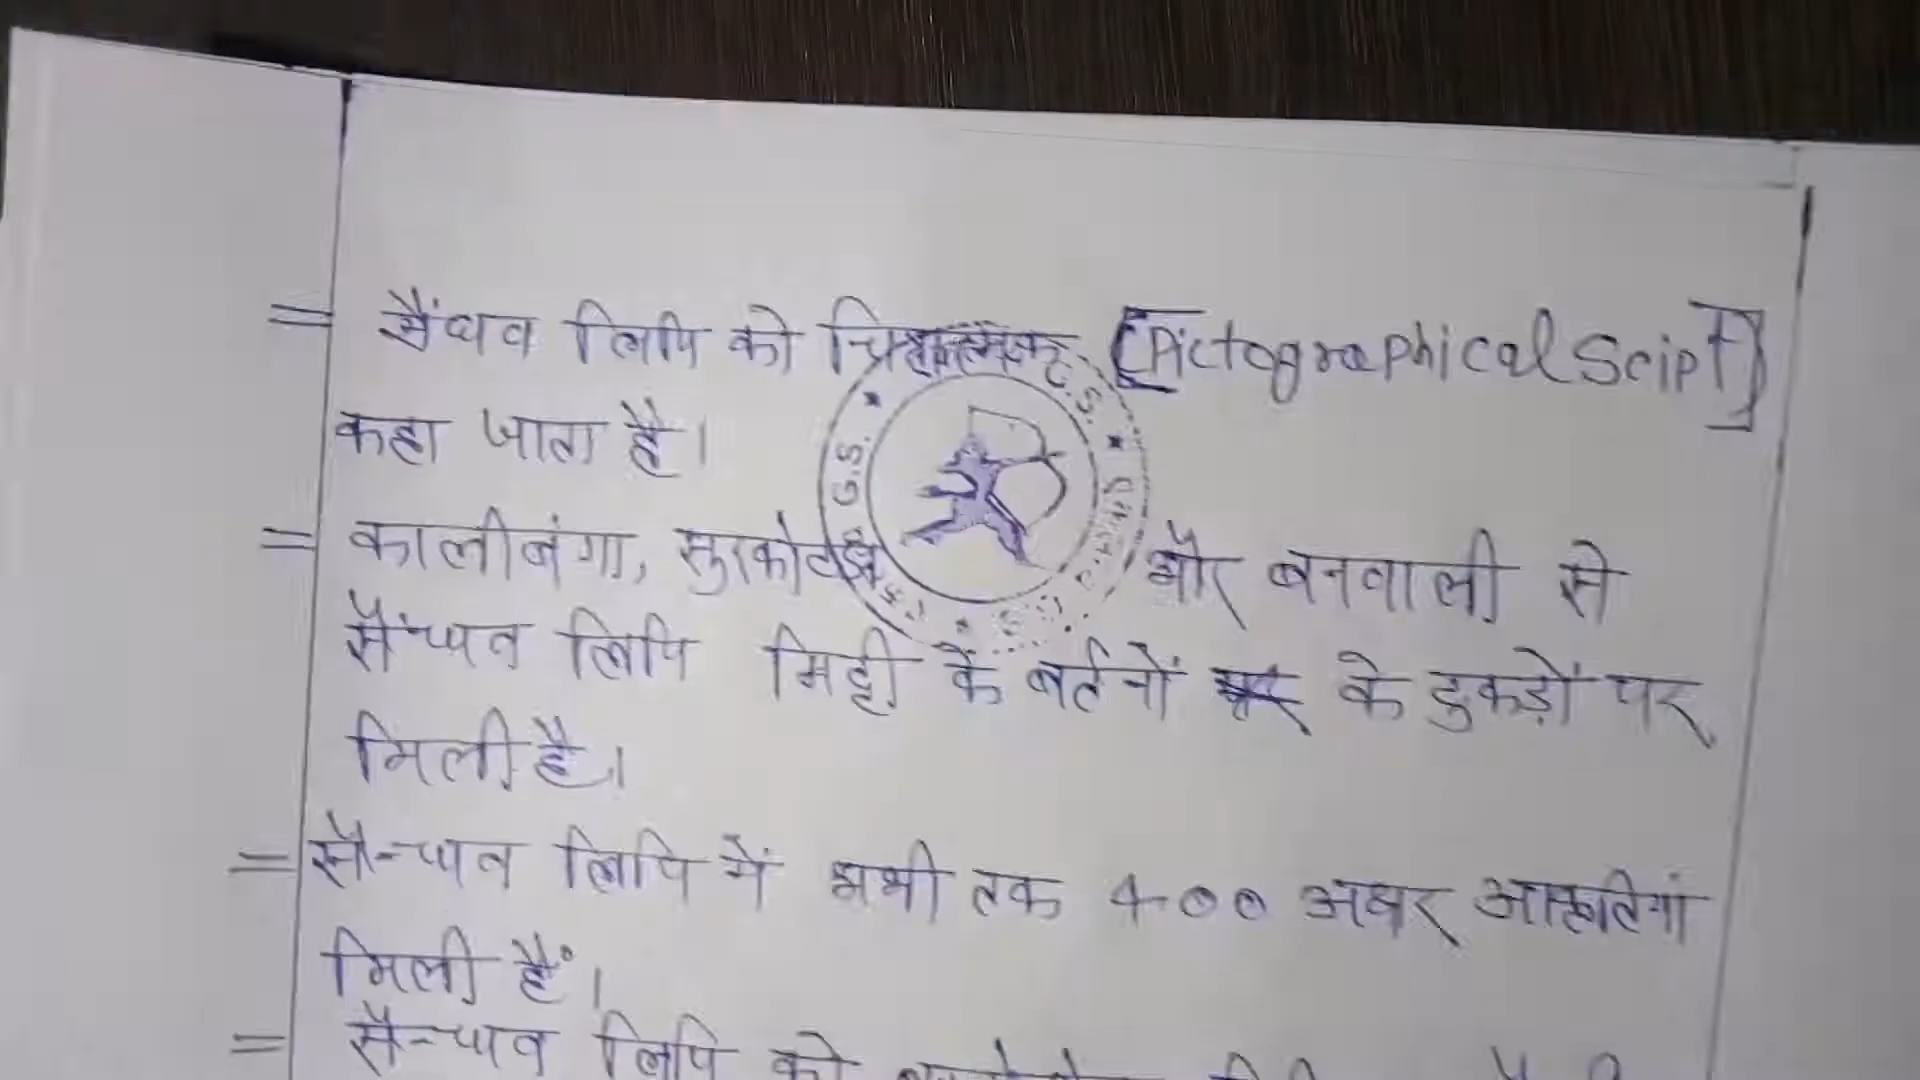 = सैंधव लिपि को चित्रात्मक [Pictographical Scipt]
कहा जाता है।
G.S. ★ G.S. ★
= कालीबंगा, सुरकोटडा और बनवाली से
सैन्धव लिपि मिट्टी के बर्तनों के टुकड़ों पर
मिली है।
= सैन्धव लिपि में अभी तक 400 अक्षर आकृतियां
मिली हैं।
= सैन्धव लिपि को